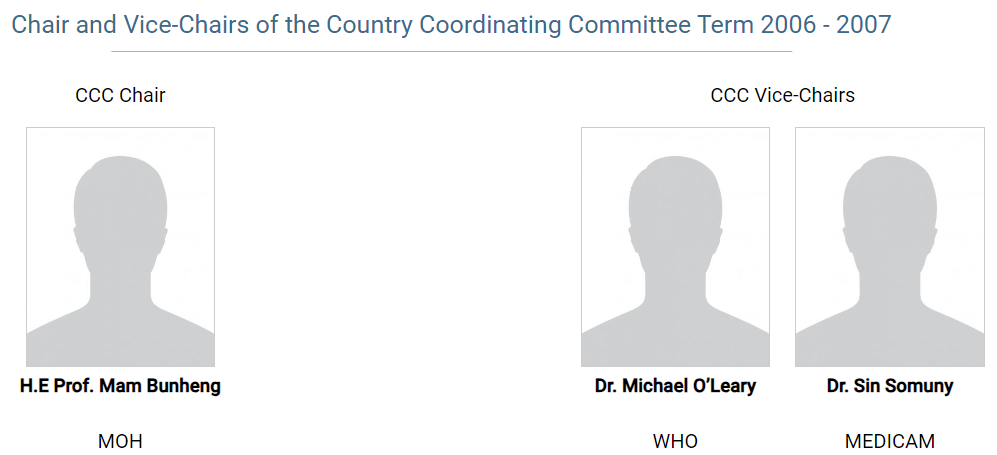 Chair and Vice-Chairs of the Country Coordinating Committee Term 2006 - 2007
CCC Chair
CCC Vice-Chairs
H.E Prof. Mam Bunheng
Dr. Michael O’Leary
Dr. Sin Somuny
MOH
WHO
MEDICAM